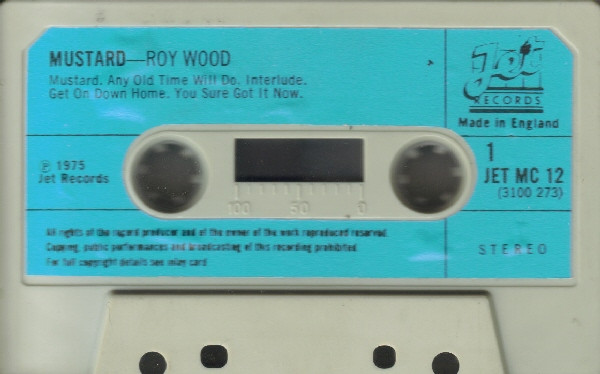 MUSTARD—ROY WOOD
Mustard. Any Old Time Will Do. Interlude.
Get On Down Home. You Sure Got It Now.
Jet
RECORDS
Made in England
℗ 1975
Jet Records
1
JET MC 12
(3100 273)
100 50 0
All rights of the record producer and of the owner of the work reproduced reserved.
Copying, public performances and broadcasting of this recording prohibited.
For full copyright details see inlay card
STEREO